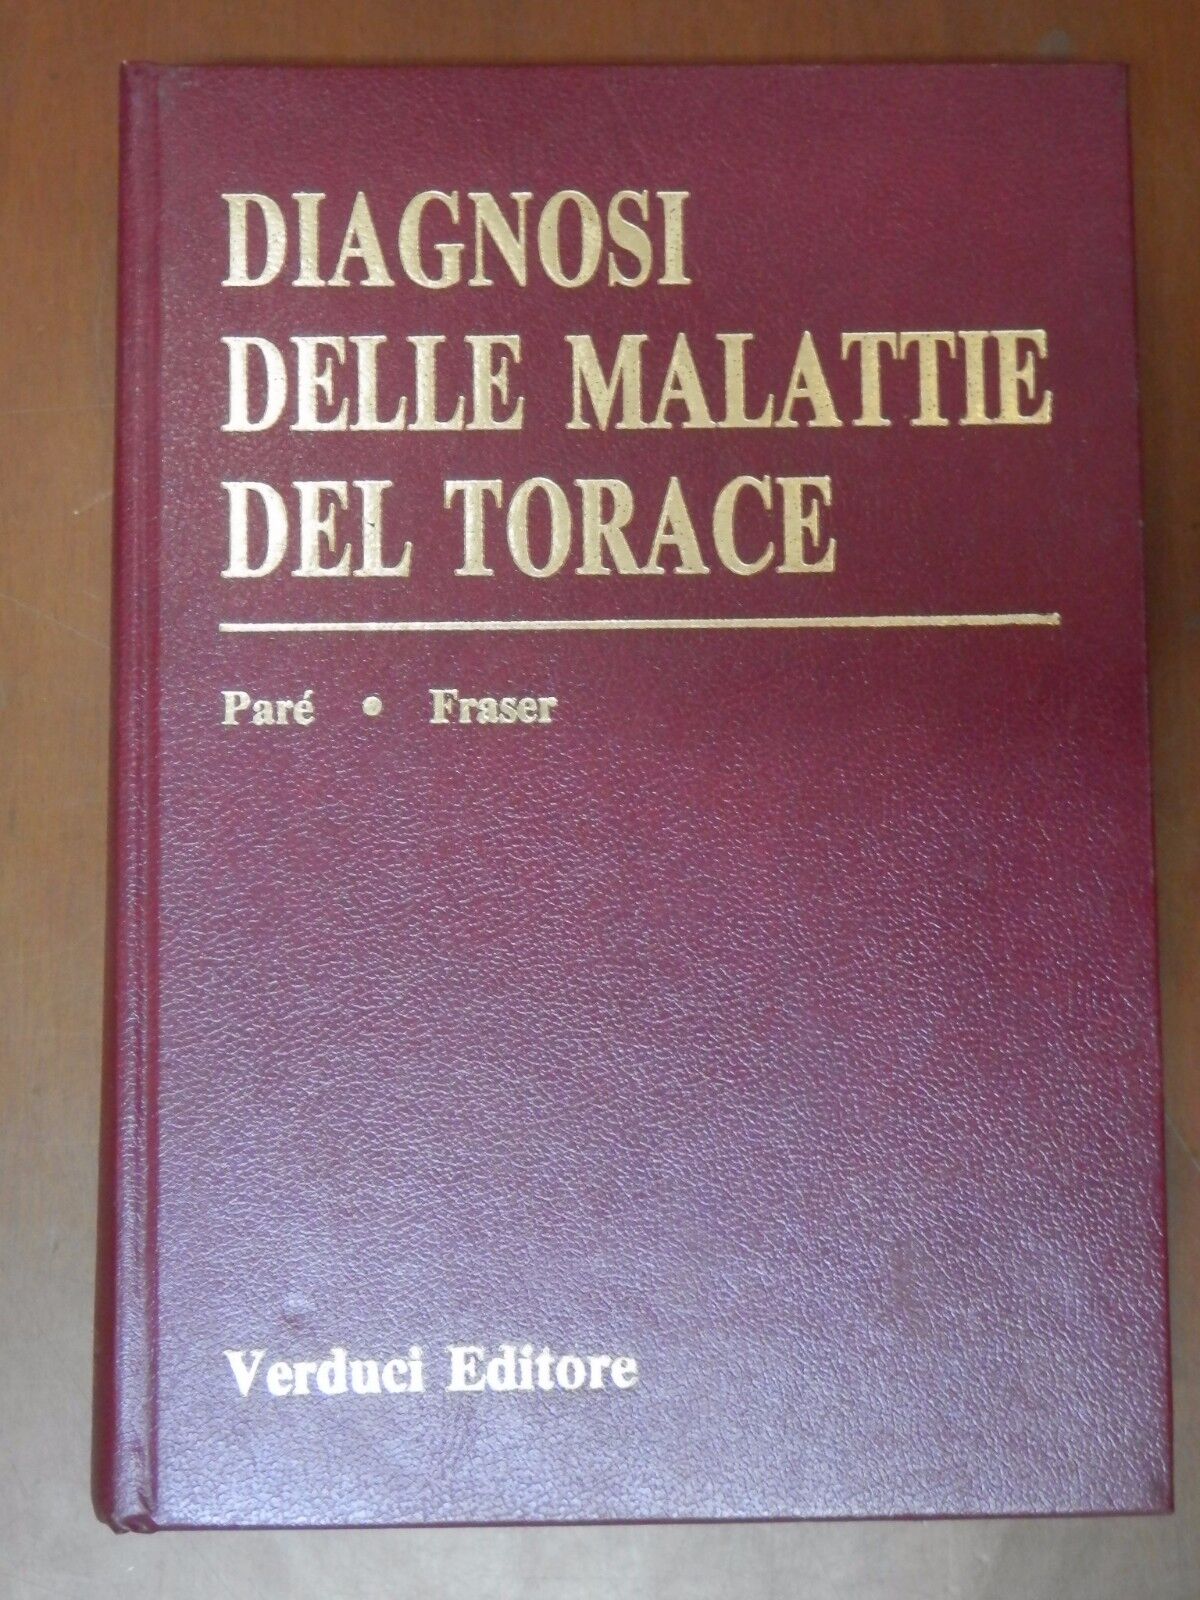 DIAGNOSI
DELLE MALATTIE
DEL TORACE
Paré • Fraser
Verduci Editore